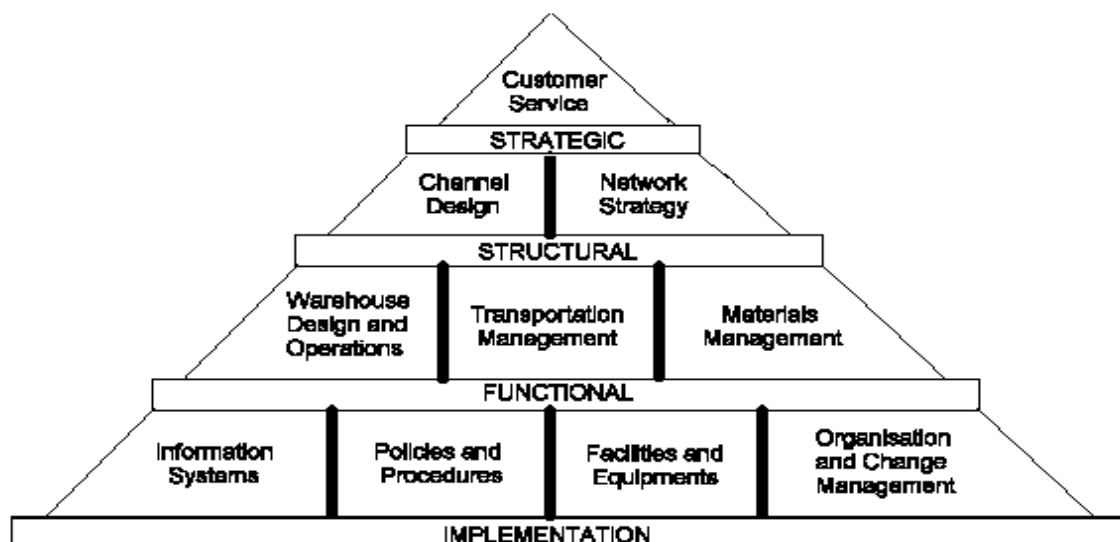 Customer
Service
STRATEGIC
Channel
Design
Network
Strategy
STRUCTURAL
Warehouse
Design and
Operations
Transportation
Management
Materials
Management
FUNCTIONAL
Information
Systems
Policies and
Procedures
Facilities and
Equipments
Organisation
and Change
Management
IMPLEMENTATION